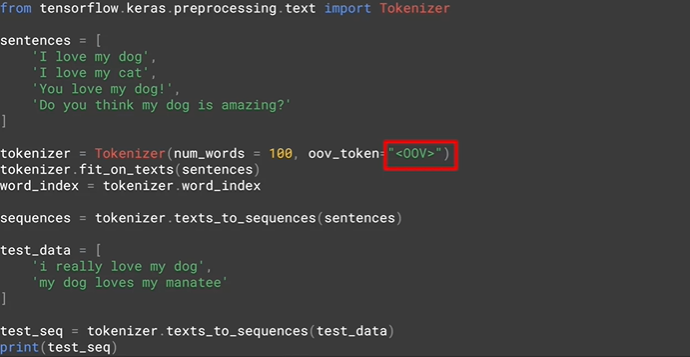 from tensorflow.keras.preprocessing.text import Tokenizer
sentences = [
    'I love my dog',
    'I love my cat',
    'You love my dog!',
    'Do you think my dog is amazing?'
]
tokenizer = Tokenizer(num_words = 100, oov_token="<OOV>")
tokenizer.fit_on_texts(sentences)
word_index = tokenizer.word_index
sequences = tokenizer.texts_to_sequences(sentences)
test_data = [
    'i really love my dog',
    'my dog loves my manatee'
]
test_seq = tokenizer.texts_to_sequences(test_data)
print(test_seq)